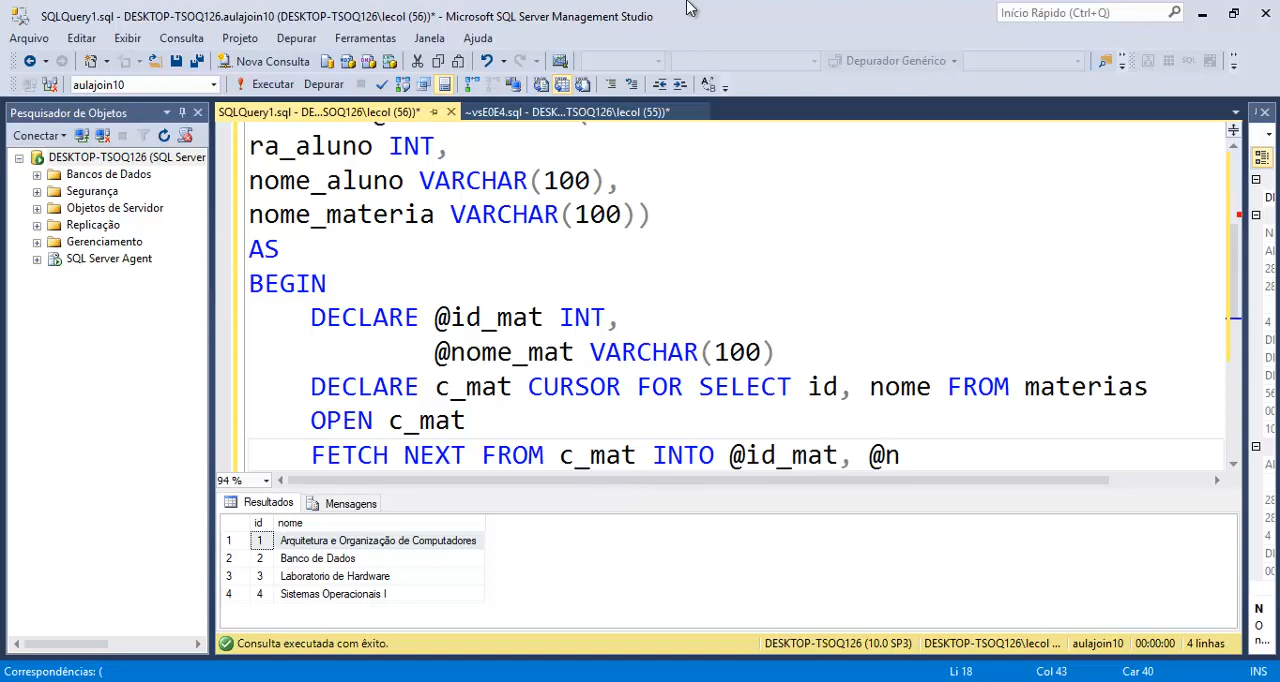 SQLQuery1.sql - DESKTOP-TSOQ126.aulajoin10 (DESKTOP-TSOQ126\lecol (56))* - Microsoft SQL Server Management Studio
Início Rápido (Ctrl+Q)
Arquivo Editar Exibir Consulta Projeto Depurar Ferramentas Janela Ajuda
Nova Consulta
Depurador Genérico
aulajoin10
Executar Depurar
Pesquisador de Objetos
SQLQuery1.sql - DE...SOQ126\lecol (56))*
~vsE0E4.sql - DESK...TSOQ126\lecol (55))*
Conectar
DESKTOP-TSOQ126 (SQL Server
Bancos de Dados
Segurança
Objetos de Servidor
Replicação
Gerenciamento
SQL Server Agent
ra_aluno INT,
nome_aluno VARCHAR(100),
nome_materia VARCHAR(100))
AS
BEGIN
DECLARE @id_mat INT,
@nome_mat VARCHAR(100)
DECLARE c_mat CURSOR FOR SELECT id, nome FROM materias
OPEN c_mat
FETCH NEXT FROM c_mat INTO @id_mat, @n
94 %
Resultados Mensagens
id nome
1 1 Arquitetura e Organização de Computadores
2 2 Banco de Dados
3 3 Laboratorio de Hardware
4 4 Sistemas Operacionais I
Consulta executada com êxito.
DESKTOP-TSOQ126 (10.0 SP3) DESKTOP-TSOQ126\lecol ... aulajoin10 00:00:00 4 linhas
Correspondências: (
Li 18 Col 43 Car 40 INS